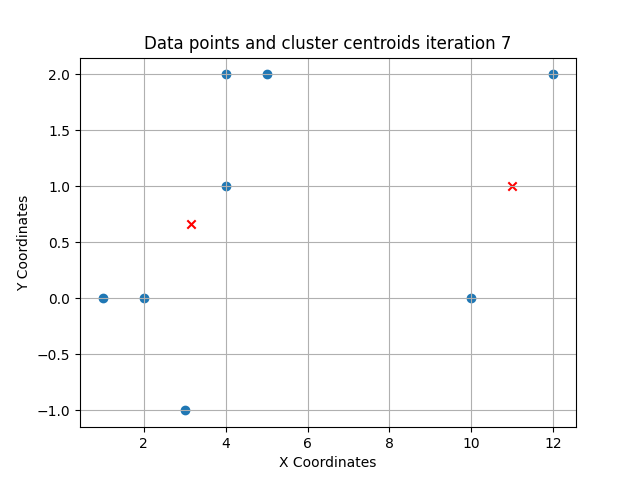 Data points and cluster centroids iteration 7
2.0
1.5
1.0
0.5
0.0
−0.5
−1.0
Y Coordinates
2 4 6 8 10 12
X Coordinates